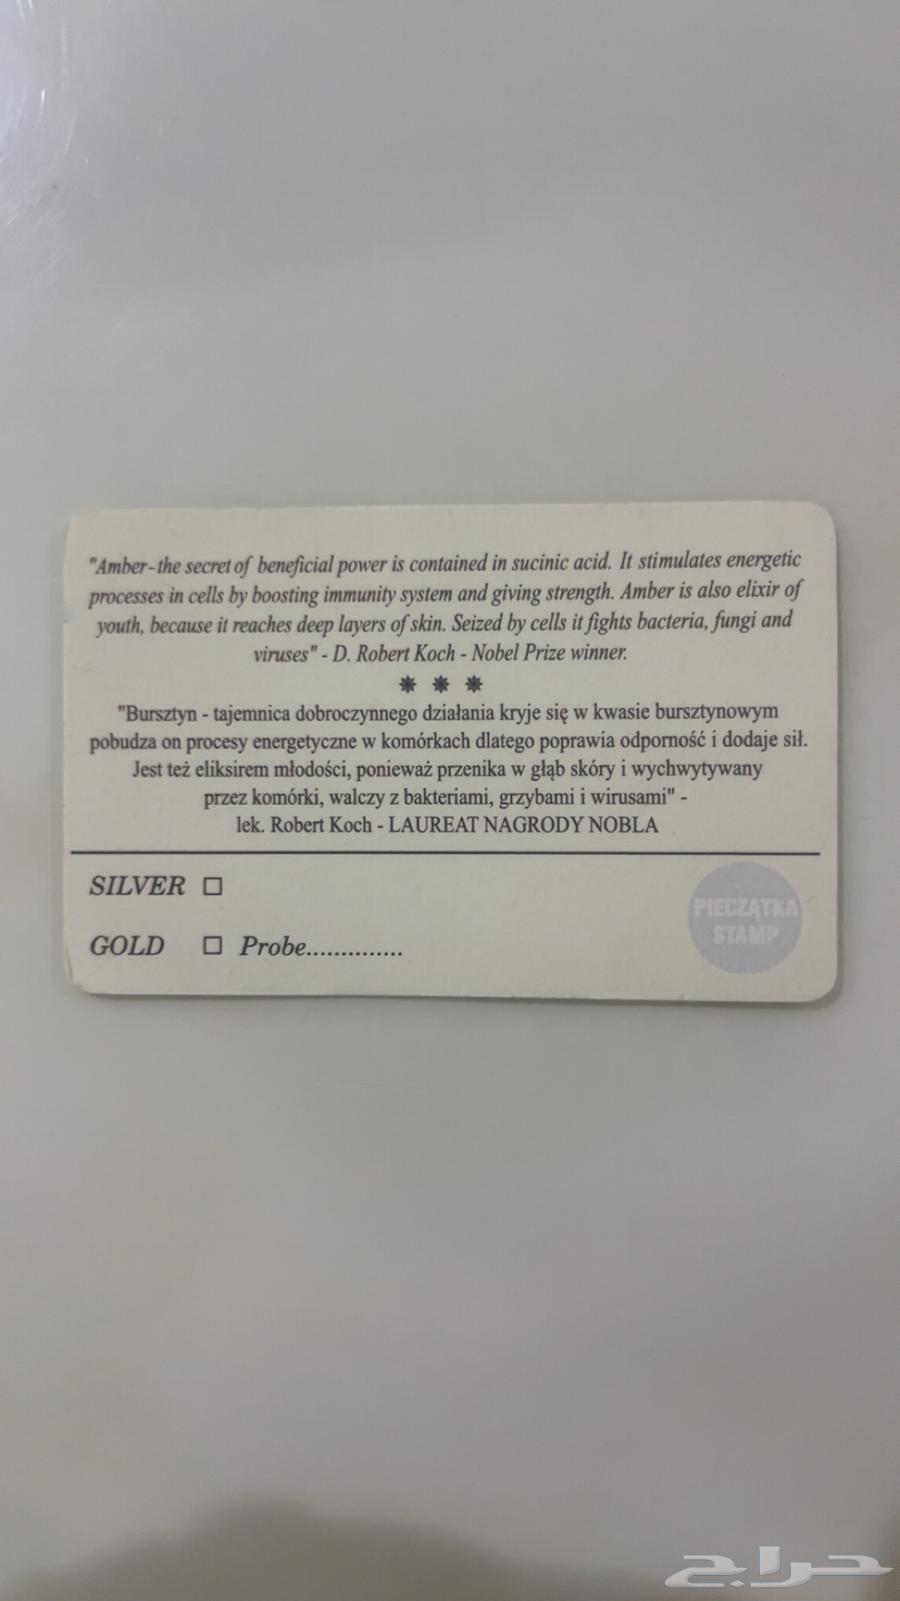 "Amber-the secret of beneficial power is contained in sucinic acid. It stimulates energetic
processes in cells by boosting immunity system and giving strength. Amber is also elixir of
youth, because it reaches deep layers of skin. Seized by cells it fights bacteria, fungi and
viruses" - D. Robert Koch - Nobel Prize winner.
"Bursztyn - tajemnica dobroczynnego działania kryje się w kwasie bursztynowym
pobudza on procesy energetyczne w komórkach dlatego poprawia odporność i dodaje sił.
Jest też eliksirem młodości, ponieważ przenika w głąb skóry i wychwytywany
przez komórki, walczy z bakteriami, grzybami i wirusami" -
lek. Robert Koch - LAUREAT NAGRODY NOBLA
SILVER □
GOLD □ Probe..............
PIECZĄTKA
STAMP
حراج